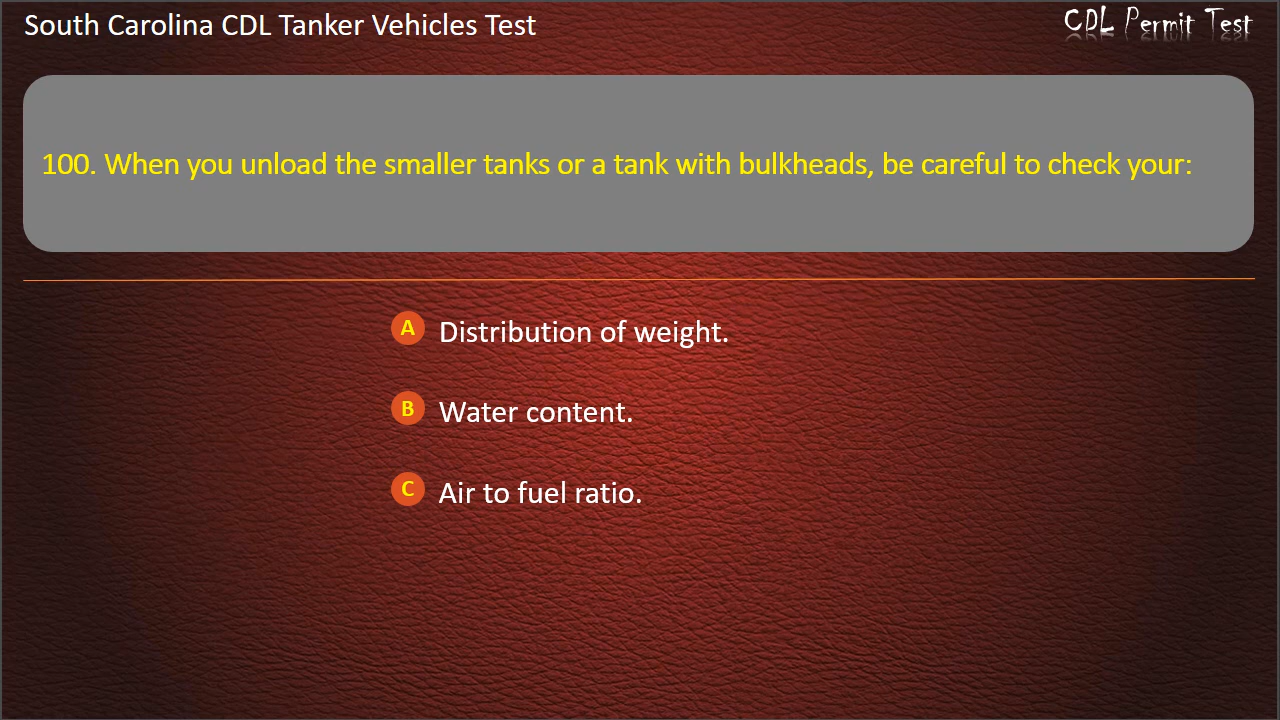 South Carolina CDL Tanker Vehicles Test
CDL Permit Test
100. When you unload the smaller tanks or a tank with bulkheads, be careful to check your:
A Distribution of weight.
B Water content.
C Air to fuel ratio.